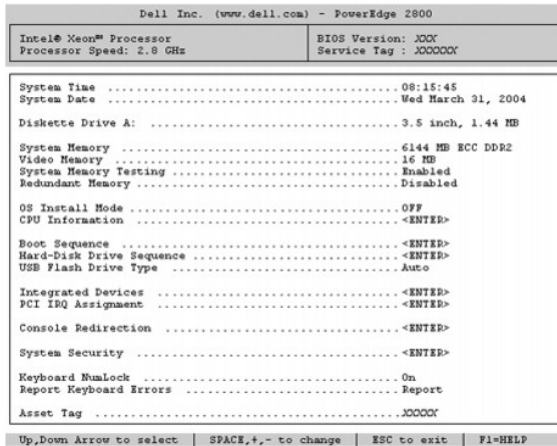 Dell Inc. (www.dell.com) - PowerEdge 2800
Intel® Xeon™ Processor
Processor Speed: 2.8 GHz
BIOS Version: XXX
Service Tag : XXXXXX
System Time ........................................ 08:15:45
System Date ........................................ Wed March 31, 2004
Diskette Drive A: .................................. 3.5 inch, 1.44 MB
System Memory ...................................... 6144 MB ECC DDR2
Video Memory ....................................... 16 MB
System Memory Testing .............................. Enabled
Redundant Memory ................................... Disabled
OS Install Mode .................................... OFF
CPU Information .................................... <ENTER>
Boot Sequence ...................................... <ENTER>
Hard-Disk Drive Sequence ........................... <ENTER>
USB Flash Drive Type ............................... Auto
Integrated Devices ................................. <ENTER>
PCI IRQ Assignment ................................. <ENTER>
Console Redirection ................................ <ENTER>
System Security .................................... <ENTER>
Keyboard NumLock ................................... On
Report Keyboard Errors ............................. Report
Asset Tag .......................................... XXXXX
Up,Down Arrow to select | SPACE,+,- to change | ESC to exit | F1=HELP